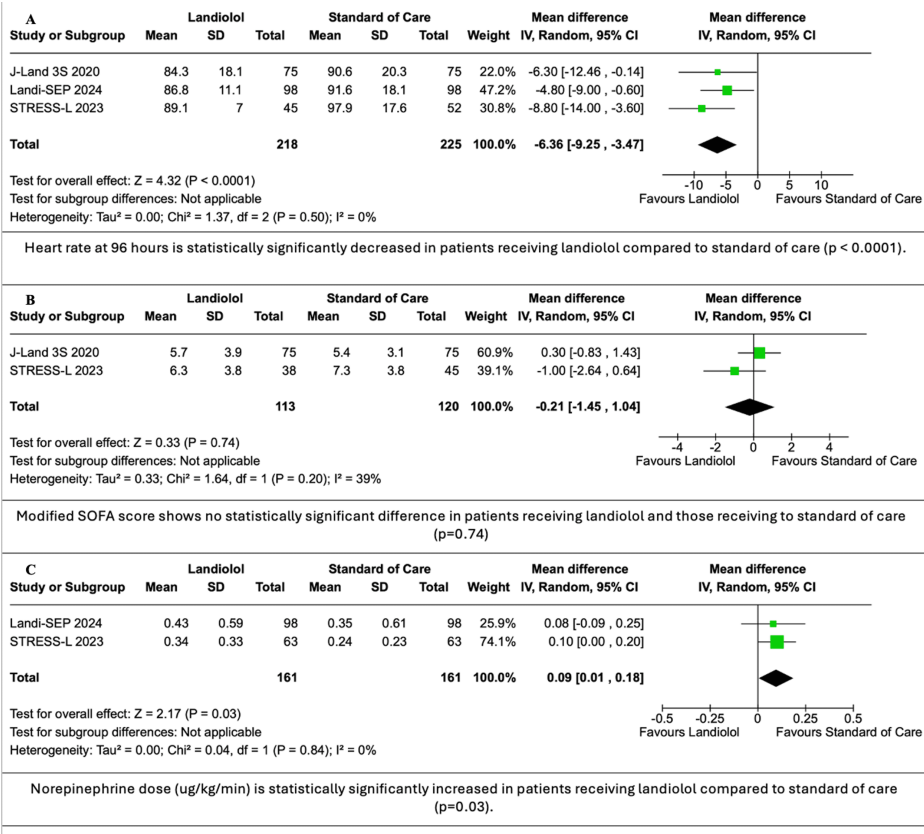 A
Landiolol Standard of Care Mean difference Mean difference
Study or Subgroup Mean SD Total Mean SD Total Weight IV, Random, 95% CI IV, Random, 95% CI
J-Land 3S 2020 84.3 18.1 75 90.6 20.3 75 22.0% -6.30 [-12.46 , -0.14]
Landi-SEP 2024 86.8 11.1 98 91.6 18.1 98 47.2% -4.80 [-9.00 , -0.60]
STRESS-L 2023 89.1 7 45 97.9 17.6 52 30.8% -8.80 [-14.00 , -3.60]
Total 218 225 100.0% -6.36 [-9.25 , -3.47]
Test for overall effect: Z = 4.32 (P < 0.0001)
-10 -5 0 5 10
Test for subgroup differences: Not applicable
Favours Landiolol Favours Standard of Care
Heterogeneity: Tau² = 0.00; Chi² = 1.37, df = 2 (P = 0.50); I² = 0%
Heart rate at 96 hours is statistically significantly decreased in patients receiving landiolol compared to standard of care (p < 0.0001).
B
Landiolol Standard of Care Mean difference Mean difference
Study or Subgroup Mean SD Total Mean SD Total Weight IV, Random, 95% CI IV, Random, 95% CI
J-Land 3S 2020 5.7 3.9 75 5.4 3.1 75 60.9% 0.30 [-0.83 , 1.43]
STRESS-L 2023 6.3 3.8 38 7.3 3.8 45 39.1% -1.00 [-2.64 , 0.64]
Total 113 120 100.0% -0.21 [-1.45 , 1.04]
Test for overall effect: Z = 0.33 (P = 0.74)
-4 -2 0 2 4
Test for subgroup differences: Not applicable
Favours Landiolol Favours Standard of Care
Heterogeneity: Tau² = 0.33; Chi² = 1.64, df = 1 (P = 0.20); I² = 39%
Modified SOFA score shows no statistically significant difference in patients receiving landiolol and those receiving to standard of care
(p=0.74)
C
Landiolol Standard of Care Mean difference Mean difference
Study or Subgroup Mean SD Total Mean SD Total Weight IV, Random, 95% CI IV, Random, 95% CI
Landi-SEP 2024 0.43 0.59 98 0.35 0.61 98 25.9% 0.08 [-0.09 , 0.25]
STRESS-L 2023 0.34 0.33 63 0.24 0.23 63 74.1% 0.10 [0.00 , 0.20]
Total 161 161 100.0% 0.09 [0.01 , 0.18]
Test for overall effect: Z = 2.17 (P = 0.03)
-0.5 -0.25 0 0.25 0.5
Test for subgroup differences: Not applicable
Favours Landiolol Favours Standard of Care
Heterogeneity: Tau² = 0.00; Chi² = 0.04, df = 1 (P = 0.84); I² = 0%
Norepinephrine dose (ug/kg/min) is statistically significantly increased in patients receiving landiolol compared to standard of care
(p=0.03).